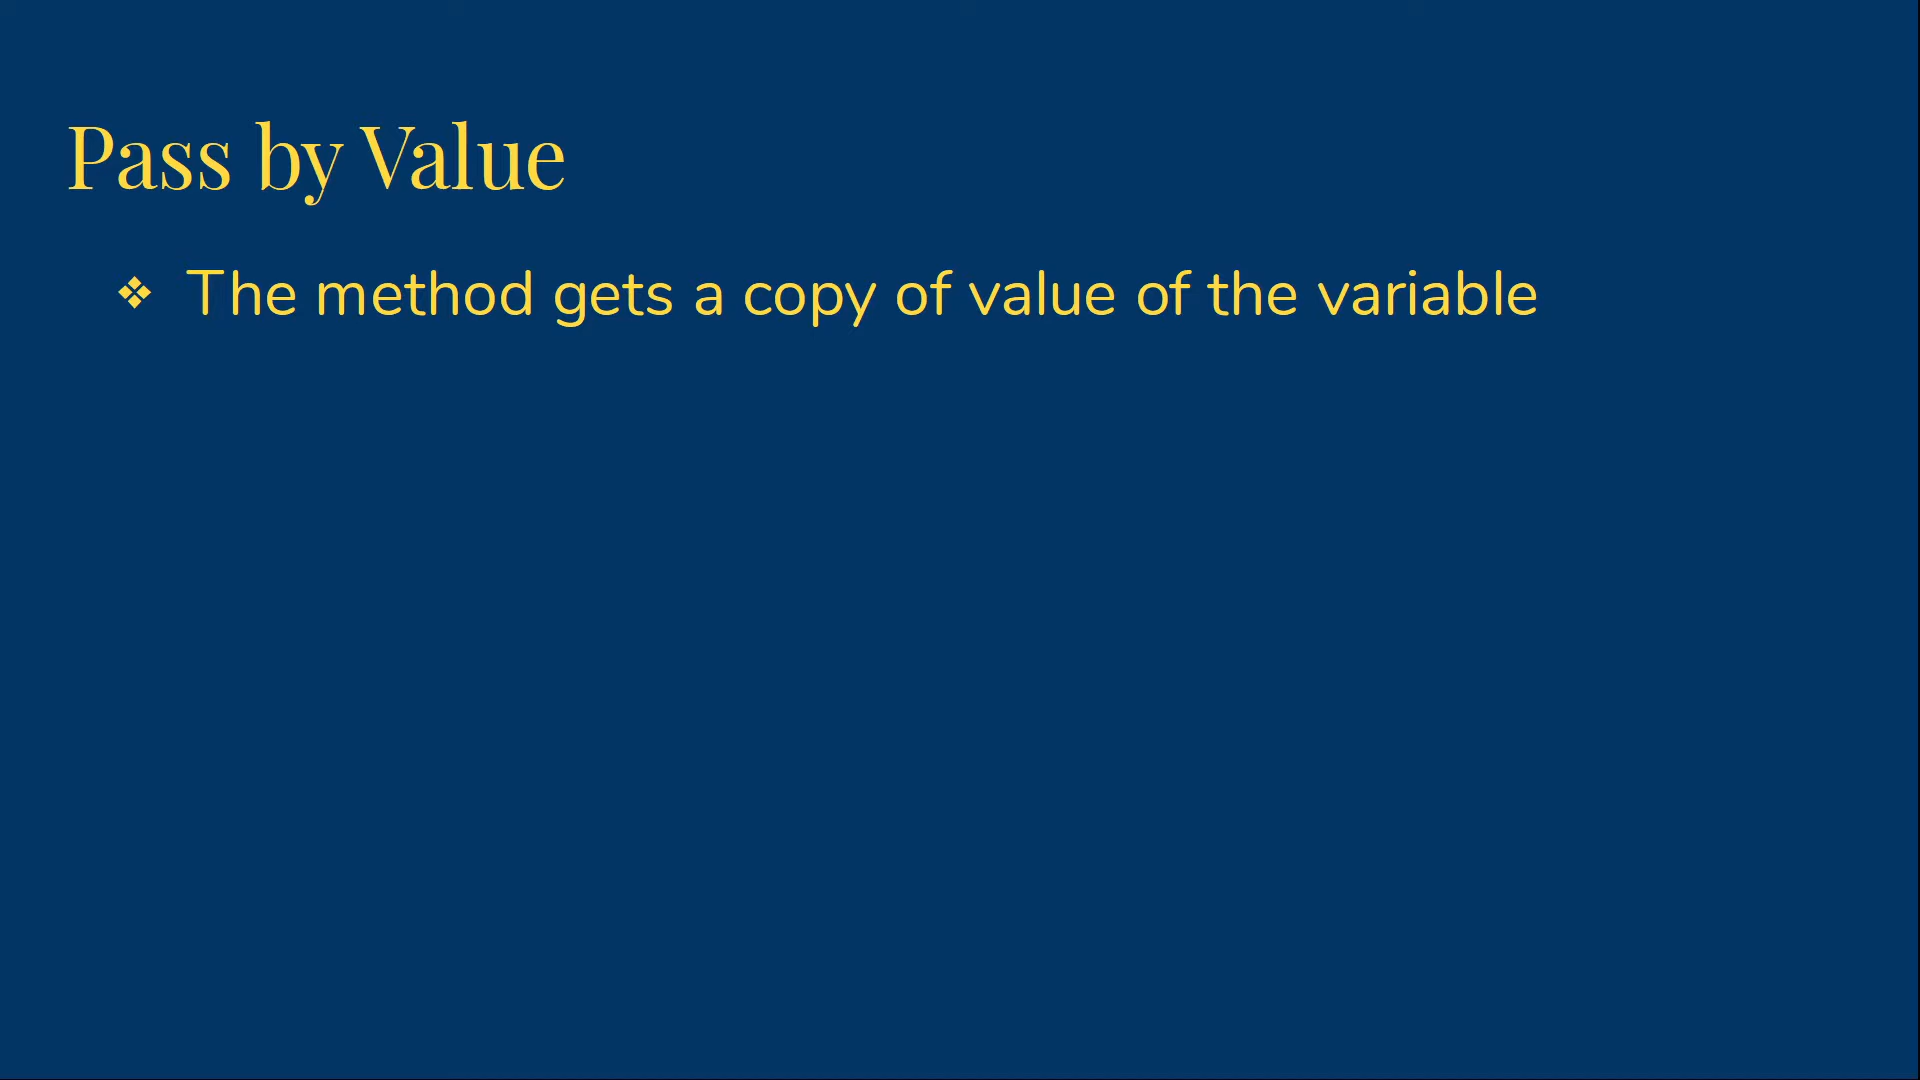 Pass by Value
❖ The method gets a copy of value of the variable